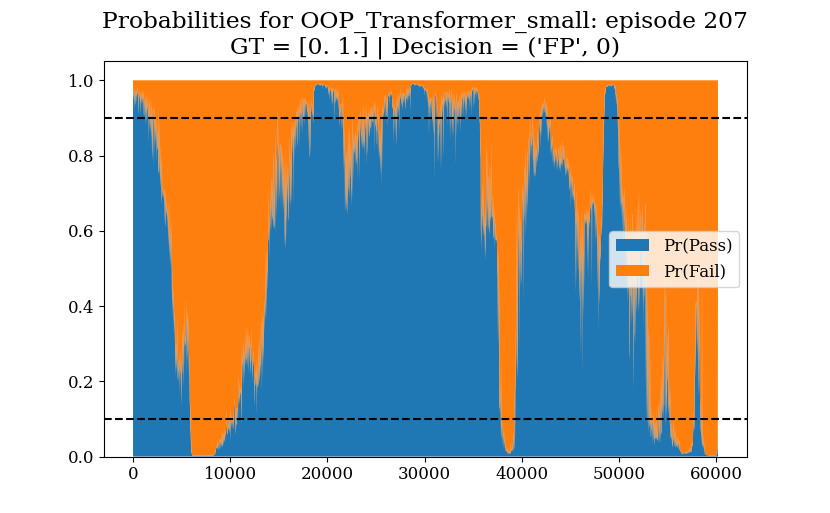 Probabilities for OOP_Transformer_small: episode 207
GT = [0. 1.] | Decision = ('FP', 0)
1.0
0.8
0.6
0.4
0.2
0.0
Pr(Pass)
Pr(Fail)
0 10000 20000 30000 40000 50000 60000